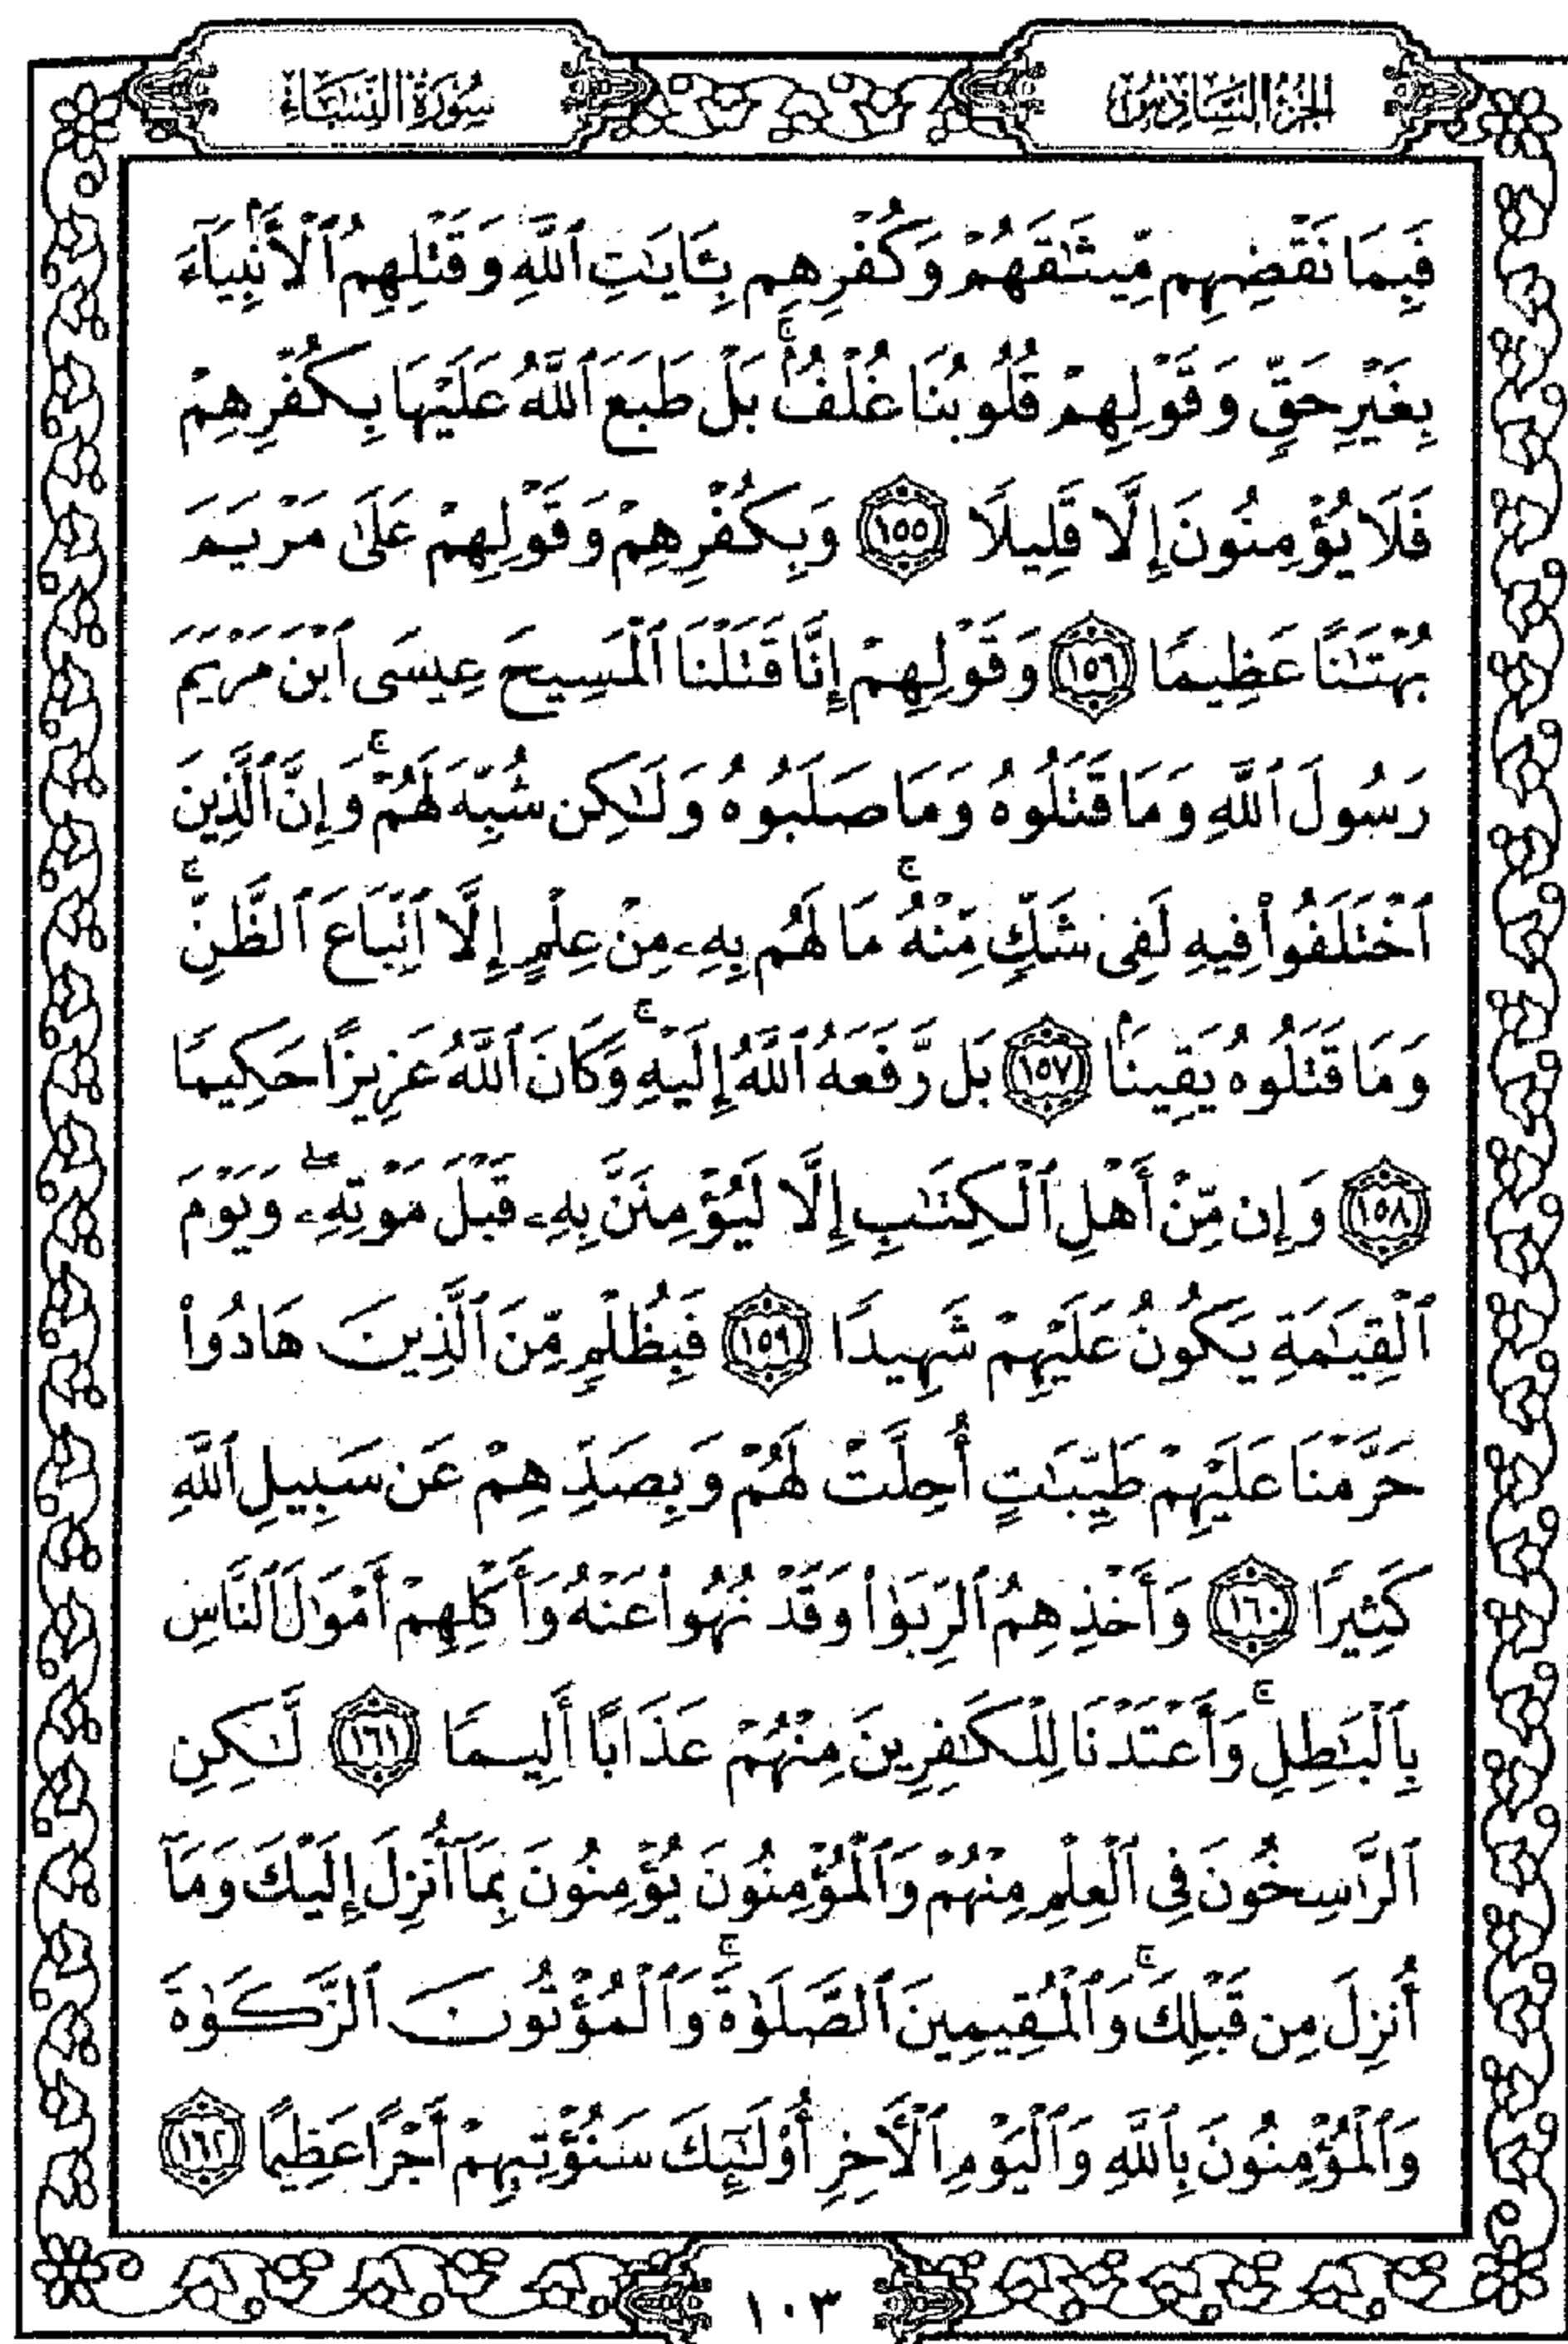 الجزء السادس
سورة النساء
فَبِمَا نَقْضِهِم مِّيثَٰقَهُمْ وَكُفْرِهِم بِـَٔايَٰتِ ٱللَّهِ وَقَتْلِهِمُ ٱلْأَنۢبِيَآءَ
بِغَيْرِ حَقٍّ وَقَوْلِهِمْ قُلُوبُنَا غُلْفٌۢ ۚ بَلْ طَبَعَ ٱللَّهُ عَلَيْهَا بِكُفْرِهِمْ
فَلَا يُؤْمِنُونَ إِلَّا قَلِيلًا ١٥٥ وَبِكُفْرِهِمْ وَقَوْلِهِمْ عَلَىٰ مَرْيَمَ
بُهْتَٰنًا عَظِيمًا ١٥٦ وَقَوْلِهِمْ إِنَّا قَتَلْنَا ٱلْمَسِيحَ عِيسَى ٱبْنَ مَرْيَمَ
رَسُولَ ٱللَّهِ وَمَا قَتَلُوهُ وَمَا صَلَبُوهُ وَلَٰكِن شُبِّهَ لَهُمْ ۚ وَإِنَّ ٱلَّذِينَ
ٱخْتَلَفُوا۟ فِيهِ لَفِى شَكٍّ مِّنْهُ ۚ مَا لَهُم بِهِۦ مِنْ عِلْمٍ إِلَّا ٱتِّبَاعَ ٱلظَّنِّ ۚ
وَمَا قَتَلُوهُ يَقِينًۢا ١٥٧ بَل رَّفَعَهُ ٱللَّهُ إِلَيْهِ ۚ وَكَانَ ٱللَّهُ عَزِيزًا حَكِيمًا
١٥٨ وَإِن مِّنْ أَهْلِ ٱلْكِتَٰبِ إِلَّا لَيُؤْمِنَنَّ بِهِۦ قَبْلَ مَوْتِهِۦ ۖ وَيَوْمَ
ٱلْقِيَٰمَةِ يَكُونُ عَلَيْهِمْ شَهِيدًا ١٥٩ فَبِظُلْمٍ مِّنَ ٱلَّذِينَ هَادُوا۟
حَرَّمْنَا عَلَيْهِمْ طَيِّبَٰتٍ أُحِلَّتْ لَهُمْ وَبِصَدِّهِمْ عَن سَبِيلِ ٱللَّهِ
كَثِيرًا ١٦٠ وَأَخْذِهِمُ ٱلرِّبَوٰا۟ وَقَدْ نُهُوا۟ عَنْهُ وَأَكْلِهِمْ أَمْوَٰلَ ٱلنَّاسِ
بِٱلْبَٰطِلِ ۚ وَأَعْتَدْنَا لِلْكَٰفِرِينَ مِنْهُمْ عَذَابًا أَلِيمًا ١٦١ لَّٰكِنِ
ٱلرَّٰسِخُونَ فِى ٱلْعِلْمِ مِنْهُمْ وَٱلْمُؤْمِنُونَ يُؤْمِنُونَ بِمَآ أُنزِلَ إِلَيْكَ وَمَآ
أُنزِلَ مِن قَبْلِكَ ۚ وَٱلْمُقِيمِينَ ٱلصَّلَوٰةَ ۚ وَٱلْمُؤْتُونَ ٱلزَّكَوٰةَ
وَٱلْمُؤْمِنُونَ بِٱللَّهِ وَٱلْيَوْمِ ٱلْأَخِرِ أُو۟لَٰٓئِكَ سَنُؤْتِيهِمْ أَجْرًا عَظِيمًا ١٦٢
١٠٣